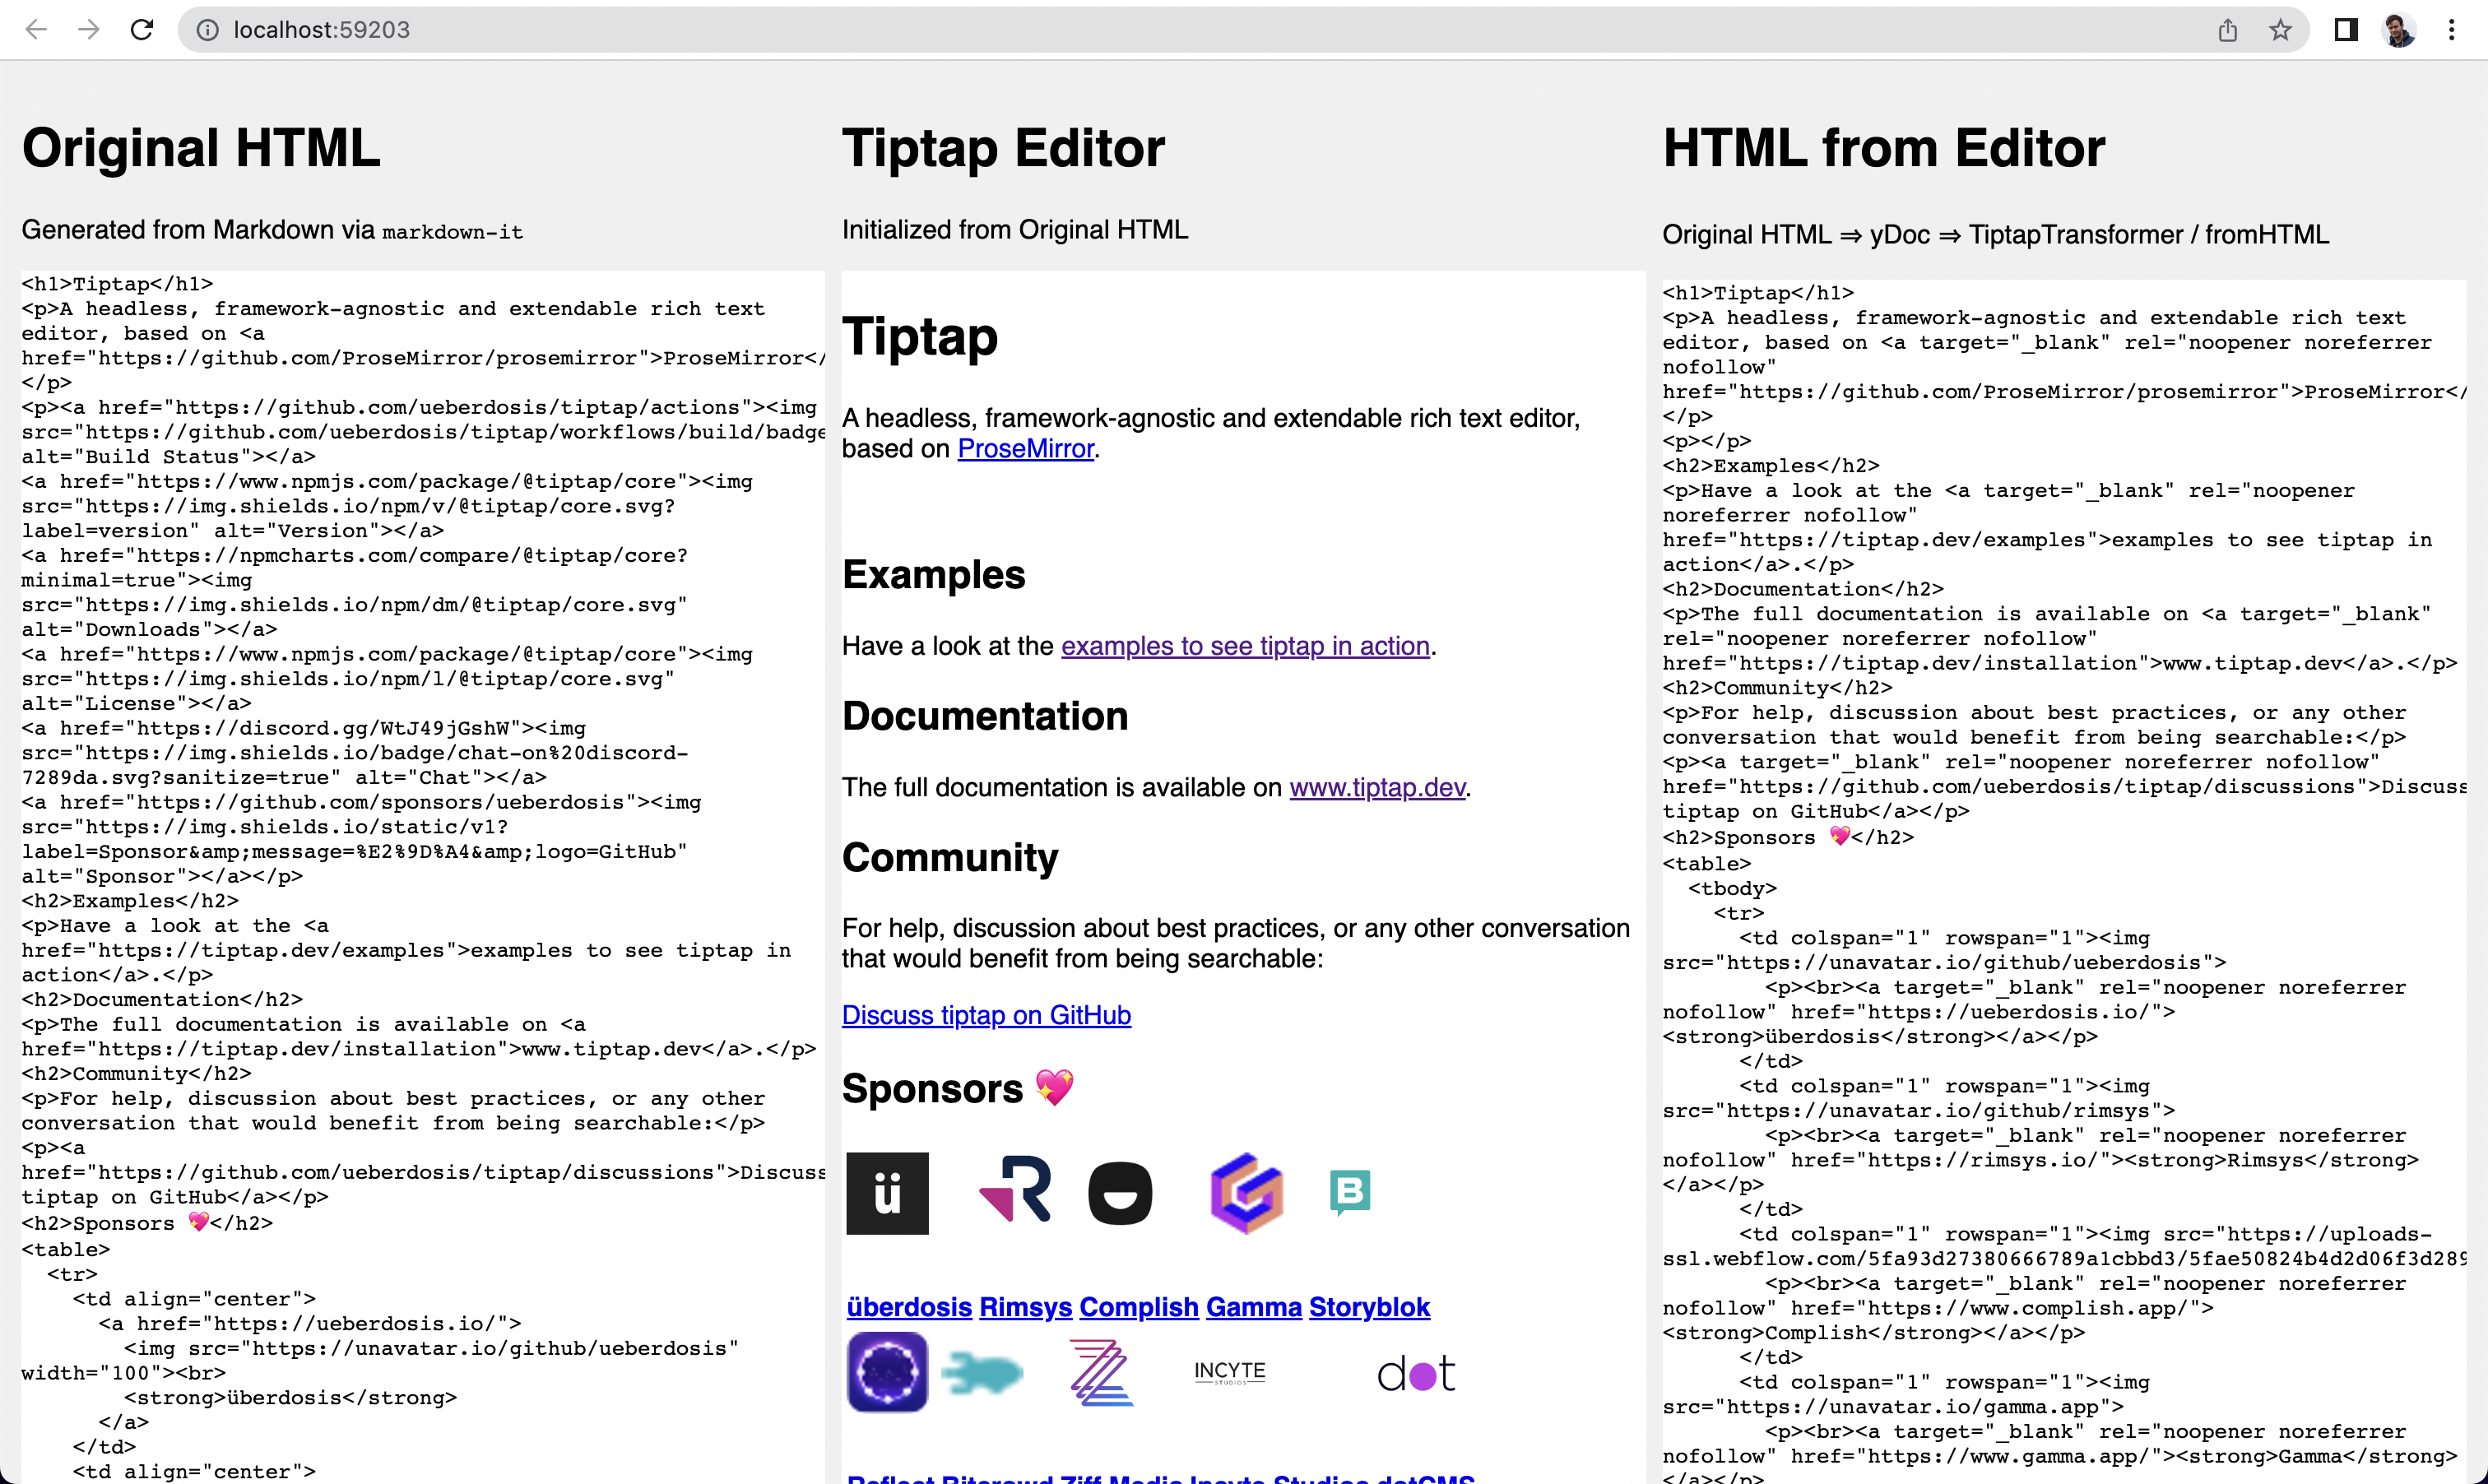 localhost:59203
Original HTML
Generated from Markdown via markdown-it
<h1>Tiptap</h1>
<p>A headless, framework-agnostic and extendable rich text
editor, based on <a
href="https://github.com/ProseMirror/prosemirror">ProseMirror</
</p>
<p><a href="https://github.com/ueberdosis/tiptap/actions"><img
src="https://github.com/ueberdosis/tiptap/workflows/build/badge
alt="Build Status"></a>
<a href="https://www.npmjs.com/package/@tiptap/core"><img
src="https://img.shields.io/npm/v/@tiptap/core.svg?
label=version" alt="Version"></a>
<a href="https://npmcharts.com/compare/@tiptap/core?
minimal=true"><img
src="https://img.shields.io/npm/dm/@tiptap/core.svg"
alt="Downloads"></a>
<a href="https://www.npmjs.com/package/@tiptap/core"><img
src="https://img.shields.io/npm/l/@tiptap/core.svg"
alt="License"></a>
<a href="https://discord.gg/WtJ49jGshW"><img
src="https://img.shields.io/badge/chat-on%20discord-
7289da.svg?sanitize=true" alt="Chat"></a>
<a href="https://github.com/sponsors/ueberdosis"><img
src="https://img.shields.io/static/v1?
label=Sponsor&amp;message=%E2%9D%A4&amp;logo=GitHub"
alt="Sponsor"></a></p>
<h2>Examples</h2>
<p>Have a look at the <a
href="https://tiptap.dev/examples">examples to see tiptap in
action</a>.</p>
<h2>Documentation</h2>
<p>The full documentation is available on <a
href="https://tiptap.dev/installation">www.tiptap.dev</a>.</p>
<h2>Community</h2>
<p>For help, discussion about best practices, or any other
conversation that would benefit from being searchable:</p>
<p><a
href="https://github.com/ueberdosis/tiptap/discussions">Discuss
tiptap on GitHub</a></p>
<h2>Sponsors 💖</h2>
<table>
<tr>
<td align="center">
<a href="https://ueberdosis.io/">
<img src="https://unavatar.io/github/ueberdosis"
width="100"><br>
<strong>überdosis</strong>
</a>
</td>
<td align="center">
Tiptap Editor
Initialized from Original HTML
Tiptap
A headless, framework-agnostic and extendable rich text editor,
based on ProseMirror.
Examples
Have a look at the examples to see tiptap in action.
Documentation
The full documentation is available on www.tiptap.dev.
Community
For help, discussion about best practices, or any other conversation
that would benefit from being searchable:
Discuss tiptap on GitHub
Sponsors 💖
ü R B
überdosis Rimsys Complish Gamma Storyblok
INCYTE
STUDIOS
dot
Reflect Bitcrowd Ziff Media Incyte Studios dotCMS
HTML from Editor
Original HTML ⇒ yDoc ⇒ TiptapTransformer / fromHTML
<h1>Tiptap</h1>
<p>A headless, framework-agnostic and extendable rich text
editor, based on <a target="_blank" rel="noopener noreferrer
nofollow"
href="https://github.com/ProseMirror/prosemirror">ProseMirror</
</p>
<p></p>
<h2>Examples</h2>
<p>Have a look at the <a target="_blank" rel="noopener
noreferrer nofollow"
href="https://tiptap.dev/examples">examples to see tiptap in
action</a>.</p>
<h2>Documentation</h2>
<p>The full documentation is available on <a target="_blank"
rel="noopener noreferrer nofollow"
href="https://tiptap.dev/installation">www.tiptap.dev</a>.</p>
<h2>Community</h2>
<p>For help, discussion about best practices, or any other
conversation that would benefit from being searchable:</p>
<p><a target="_blank" rel="noopener noreferrer nofollow"
href="https://github.com/ueberdosis/tiptap/discussions">Discuss
tiptap on GitHub</a></p>
<h2>Sponsors 💖</h2>
<table>
<tbody>
<tr>
<td colspan="1" rowspan="1"><img
src="https://unavatar.io/github/ueberdosis">
<p><br><a target="_blank" rel="noopener noreferrer
nofollow" href="https://ueberdosis.io/">
<strong>überdosis</strong></a></p>
</td>
<td colspan="1" rowspan="1"><img
src="https://unavatar.io/github/rimsys">
<p><br><a target="_blank" rel="noopener noreferrer
nofollow" href="https://rimsys.io/"><strong>Rimsys</strong>
</a></p>
</td>
<td colspan="1" rowspan="1"><img src="https://uploads-
ssl.webflow.com/5fa93d27380666789a1cbbd3/5fae50824b4d2d06f3d289
<p><br><a target="_blank" rel="noopener noreferrer
nofollow" href="https://www.complish.app/">
<strong>Complish</strong></a></p>
</td>
<td colspan="1" rowspan="1"><img
src="https://unavatar.io/gamma.app">
<p><br><a target="_blank" rel="noopener noreferrer
nofollow" href="https://www.gamma.app/"><strong>Gamma</strong>
</a></p>